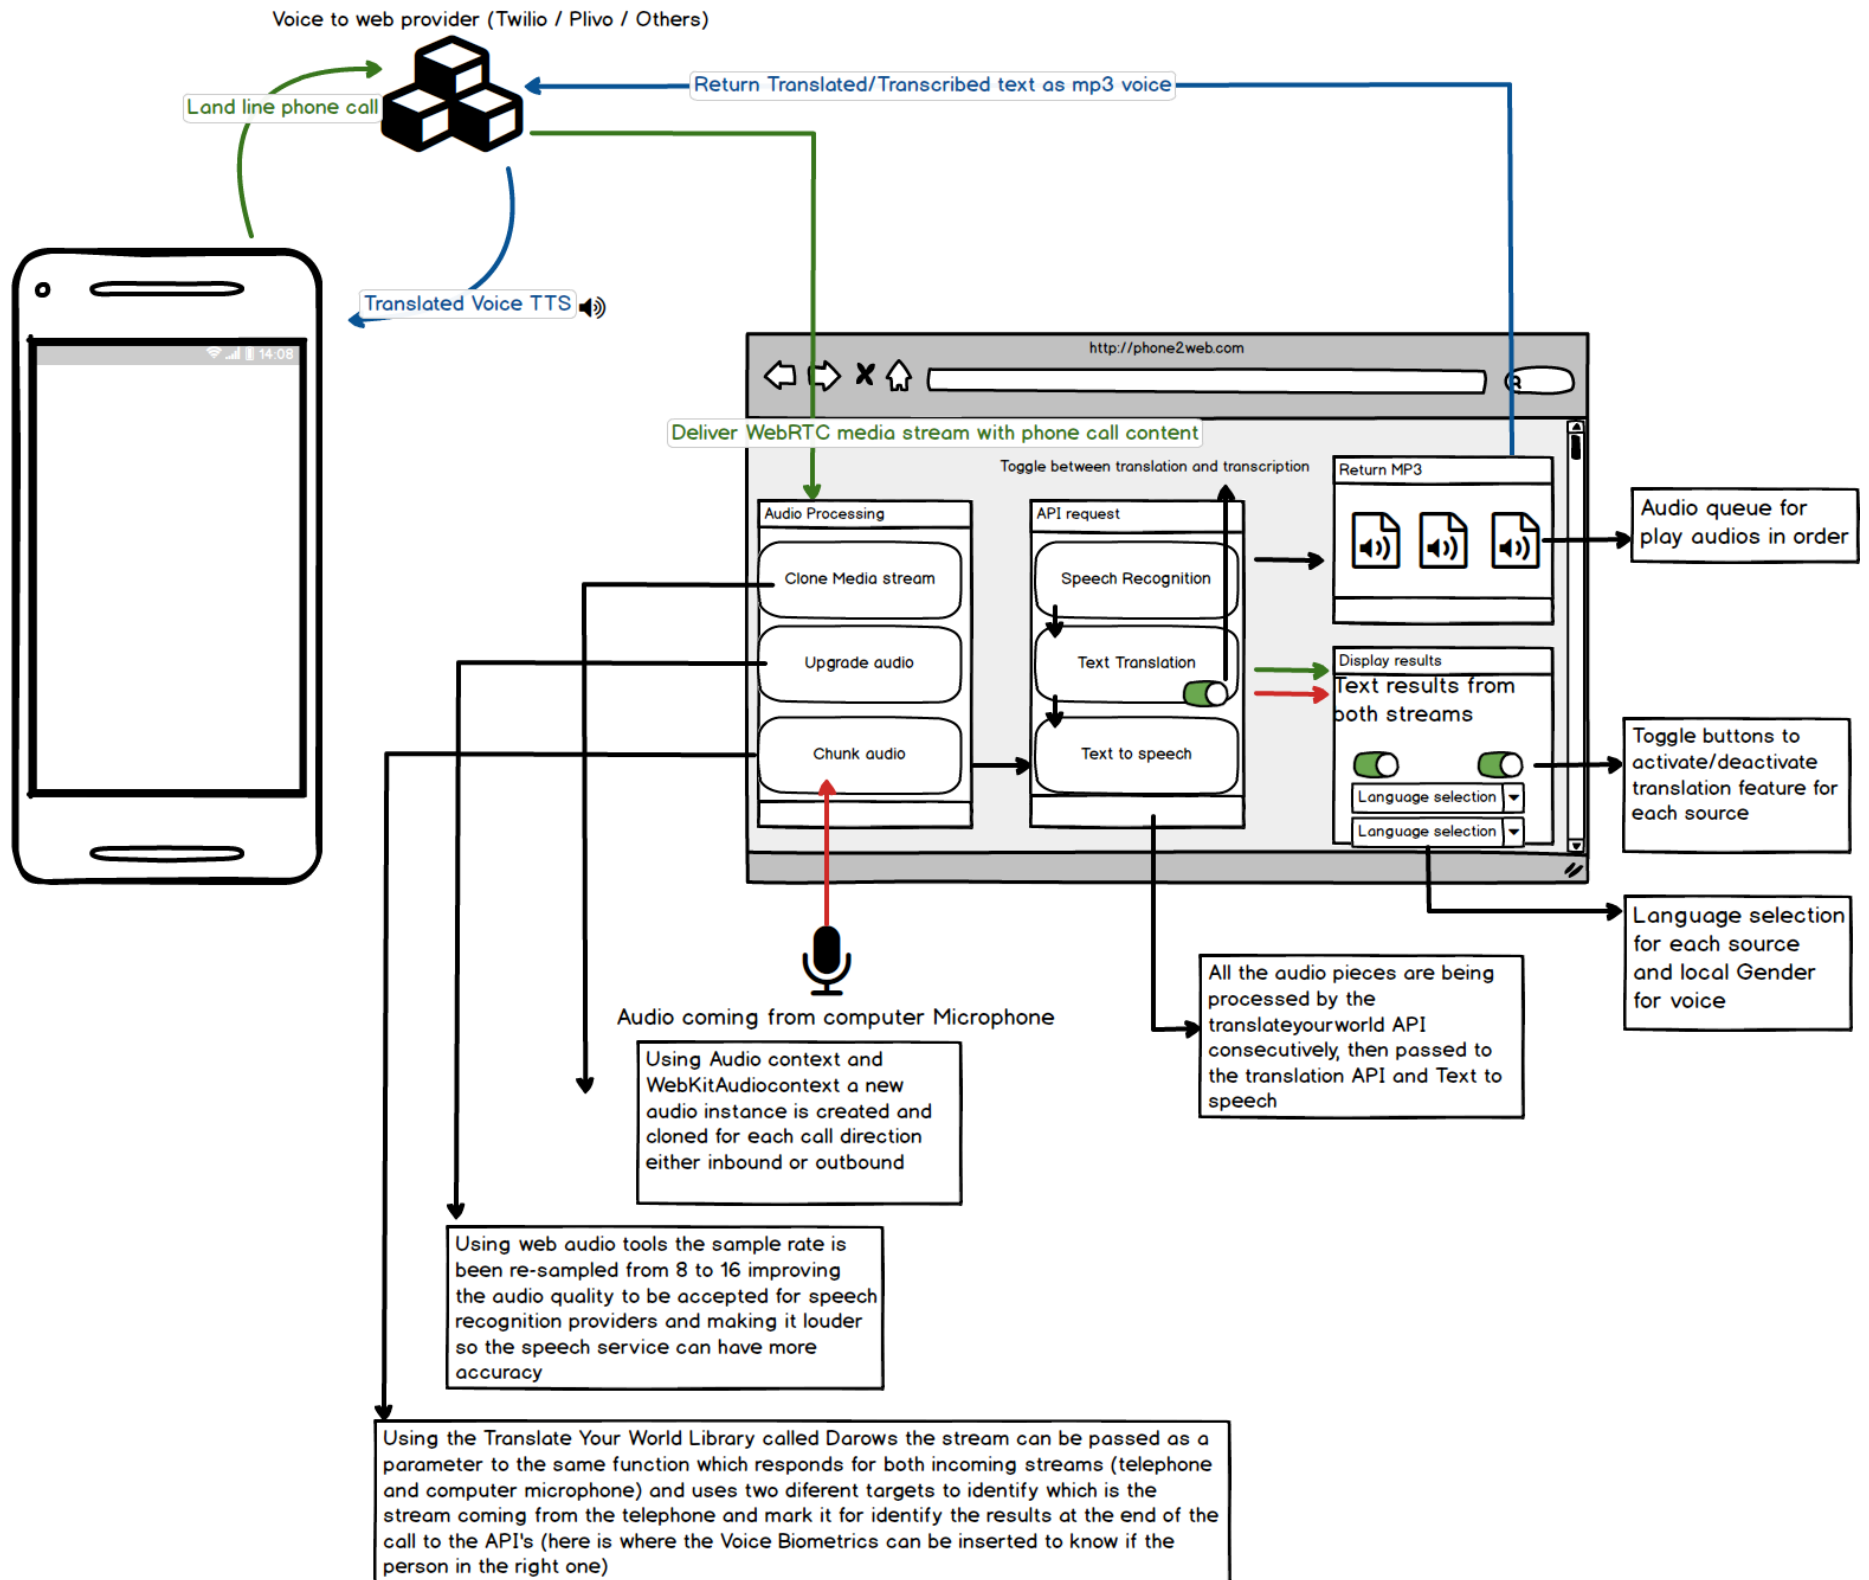 Voice to web provider (Twilio / Plivo / Others)
Return Translated/Transcribed text as mp3 voice
Land line phone call
Translated Voice TTS
14:08
http://phone2web.com
Deliver WebRTC media stream with phone call content
Toggle between translation and transcription
Audio Processing
Clone Media stream
Upgrade audio
Chunk audio
API request
Speech Recognition
Text Translation
Text to speech
Return MP3
Audio queue for
play audios in order
Display results
Text results from
both streams
Language selection
Language selection
Toggle buttons to
activate/deactivate
translation feature for
each source
Language selection
for each source
and local Gender
for voice
Audio coming from computer Microphone
All the audio pieces are being
processed by the
translateyourworld API
consecutively, then passed to
the translation API and Text to
speech
Using Audio context and
WebKitAudiocontext a new
audio instance is created and
cloned for each call direction
either inbound or outbound
Using web audio tools the sample rate is
been re-sampled from 8 to 16 improving
the audio quality to be accepted for speech
recognition providers and making it louder
so the speech service can have more
accuracy
Using the Translate Your World Library called Darows the stream can be passed as a
parameter to the same function which responds for both incoming streams (telephone
and computer microphone) and uses two diferent targets to identify which is the
stream coming from the telephone and mark it for identify the results at the end of the
call to the API's (here is where the Voice Biometrics can be inserted to know if the
person in the right one)